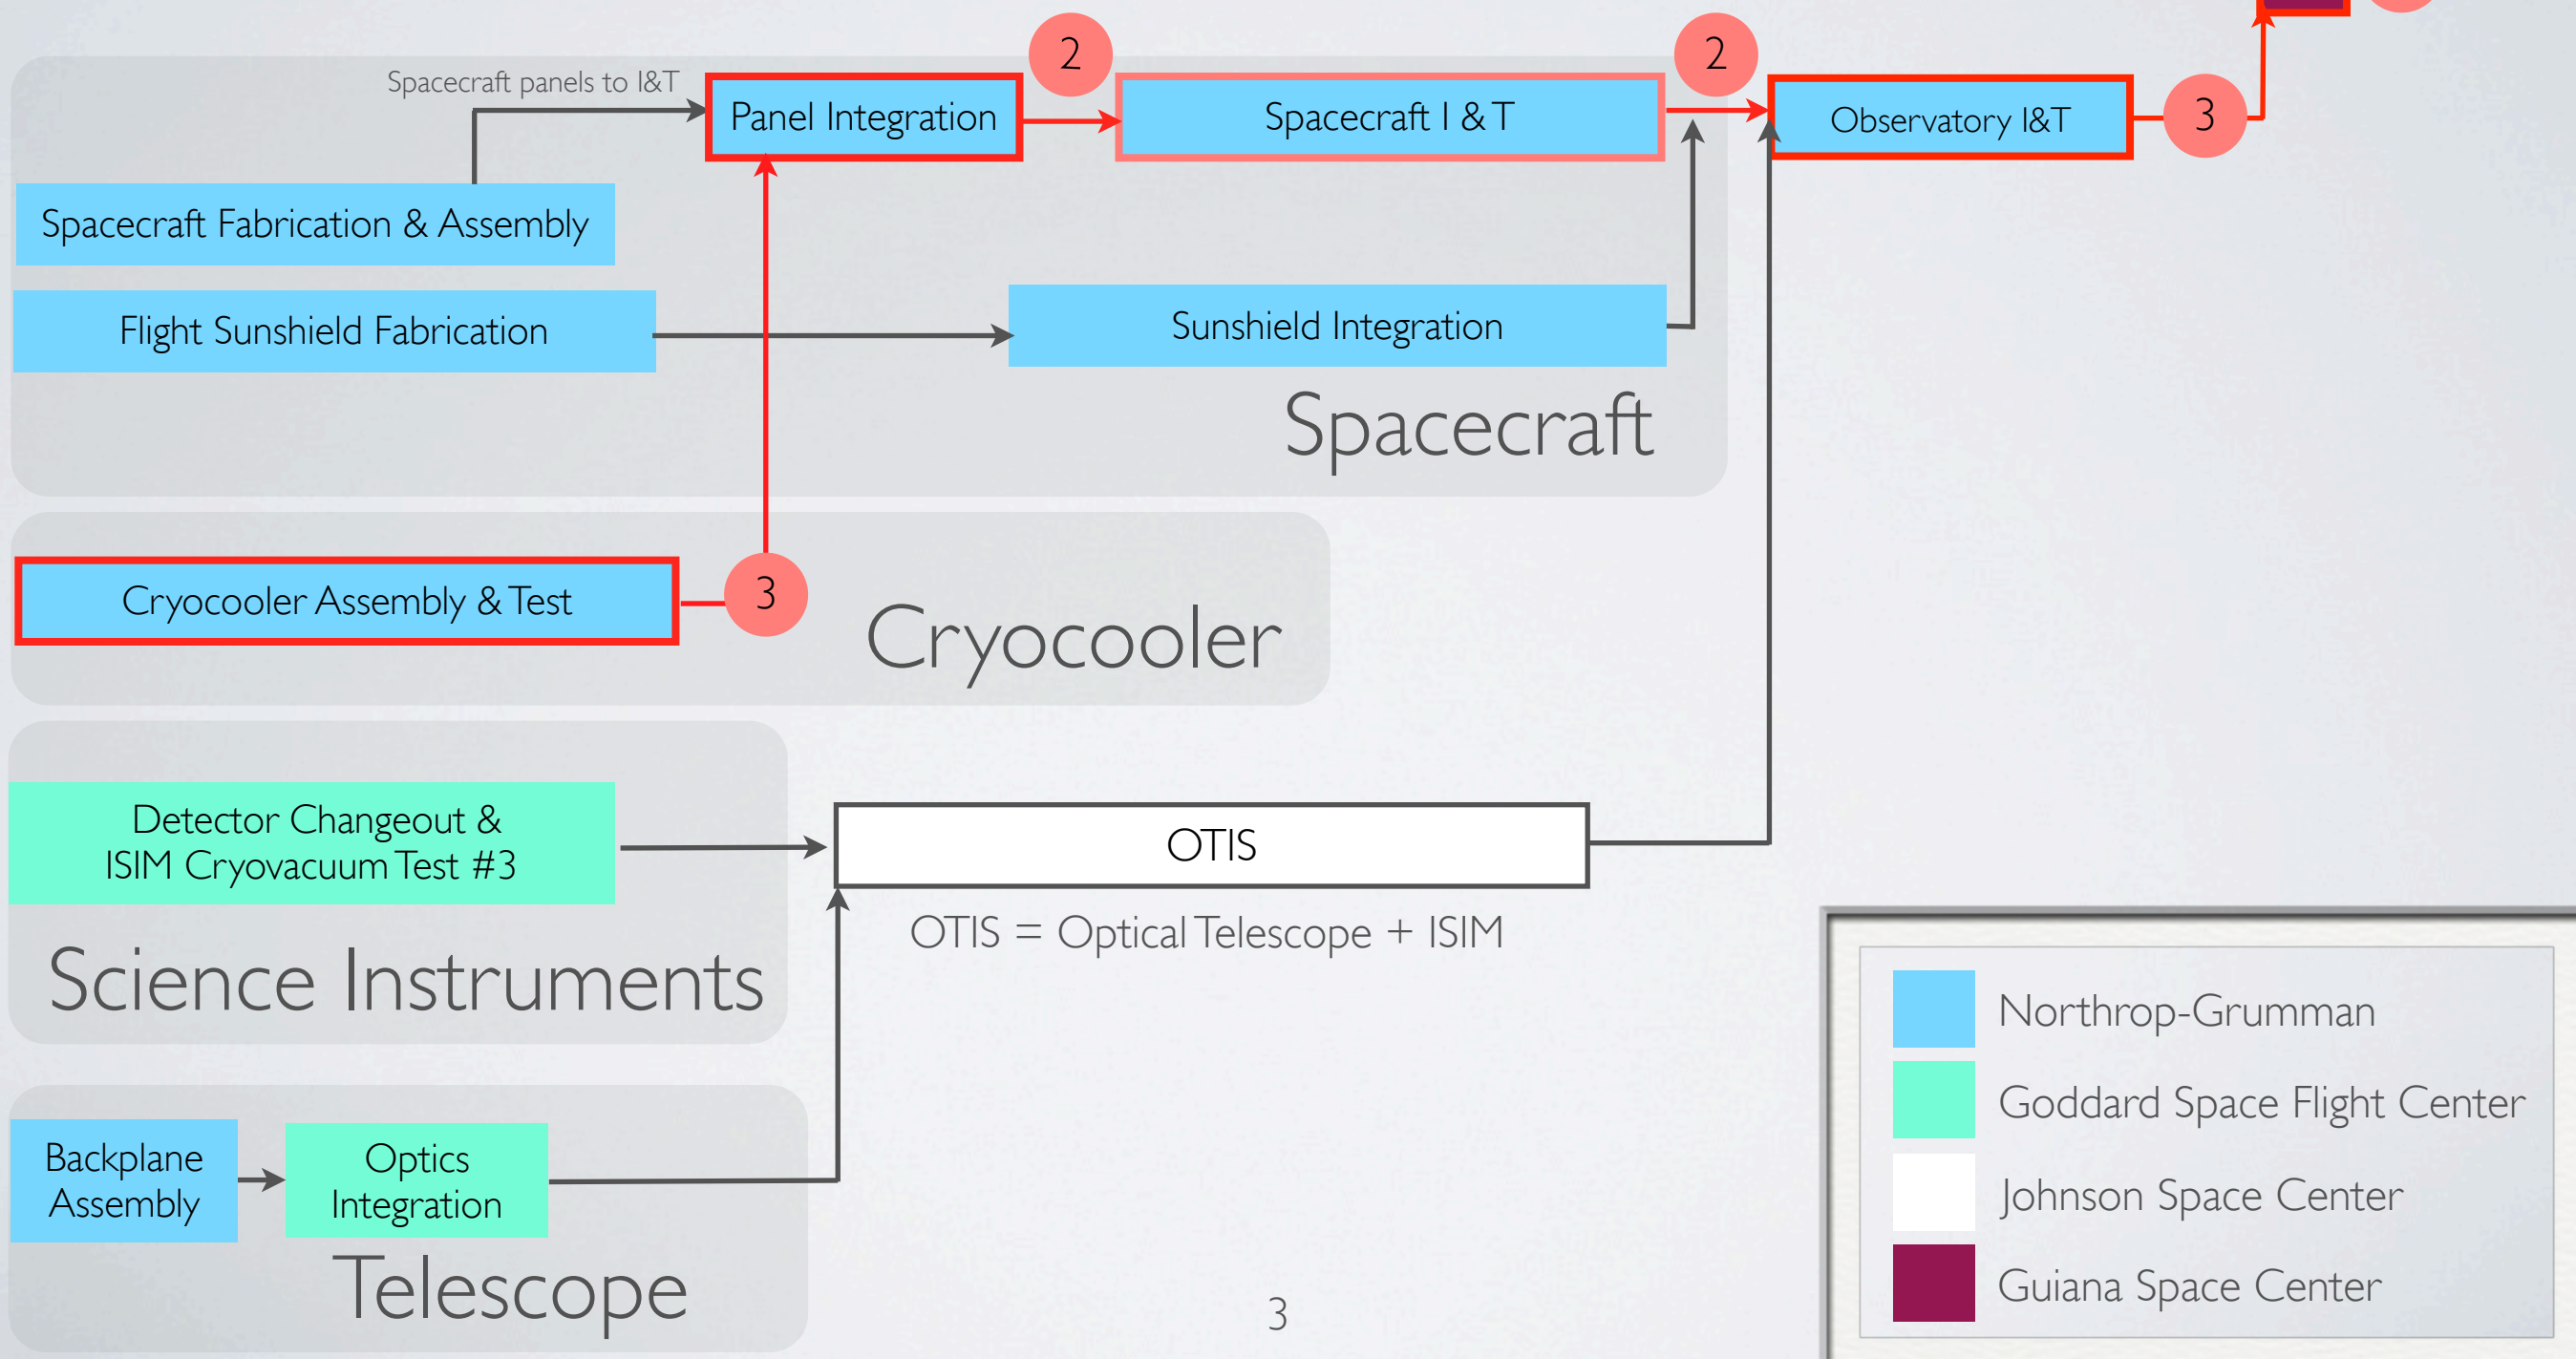 2
2
Spacecraft panels to I&T
Panel Integration
Spacecraft I & T
Observatory I&T
3
Spacecraft Fabrication & Assembly
Flight Sunshield Fabrication
Sunshield Integration
Spacecraft
Cryocooler Assembly & Test
3
Cryocooler
Detector Changeout &
ISIM Cryovacuum Test #3
OTIS
OTIS = Optical Telescope + ISIM
Science Instruments
Backplane
Assembly
Optics
Integration
Telescope
Northrop-Grumman
Goddard Space Flight Center
Johnson Space Center
Guiana Space Center
3